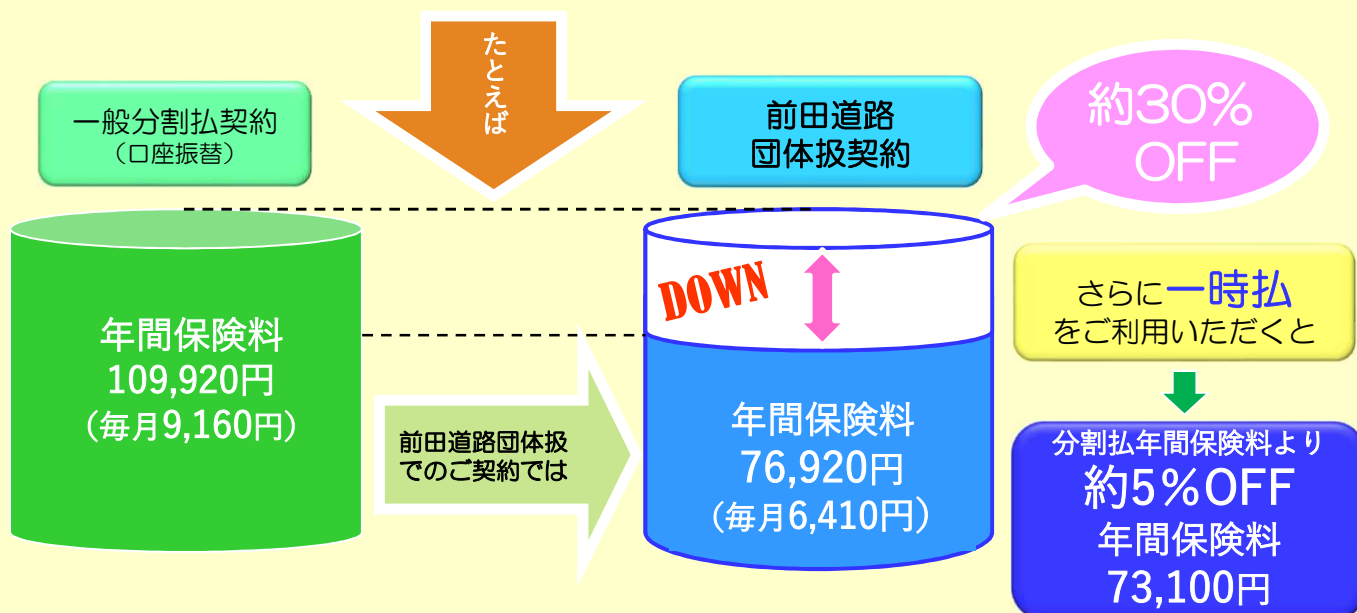 たとえば
一般分割払契約
（口座振替）
前田道路
団体扱契約
約30％
OFF
DOWN
年間保険料
109,920円
（毎月9,160円）
前田道路団体扱
でのご契約では
年間保険料
76,920円
（毎月6,410円）
さらに一時払
をご利用いただくと
分割払年間保険料より
約5％OFF
年間保険料
73,100円